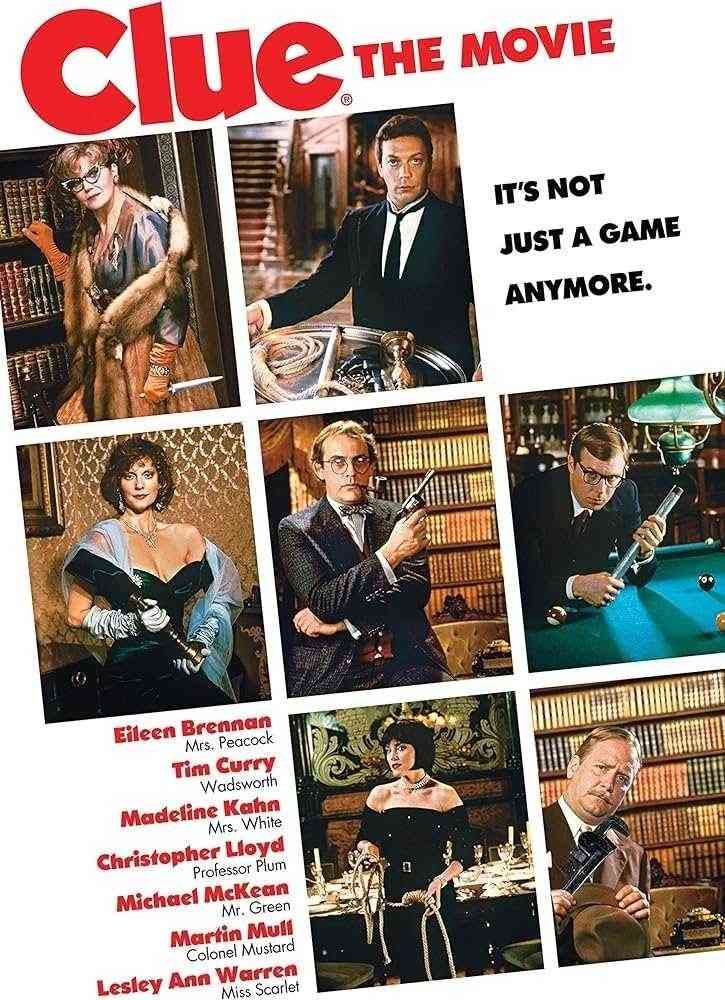 Clue THE MOVIE
®
IT'S NOT
JUST A GAME
ANYMORE.
Eileen Brennan
Mrs. Peacock
Tim Curry
Wadsworth
Madeline Kahn
Mrs. White
Christopher Lloyd
Professor Plum
Michael McKean
Mr. Green
Martin Mull
Colonel Mustard
Lesley Ann Warren
Miss Scarlet